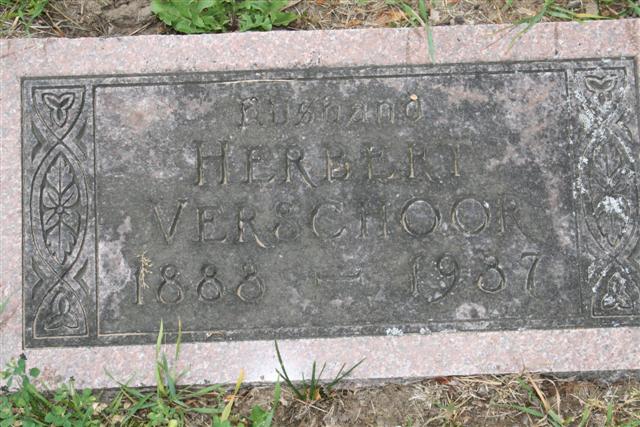 Husband
HERBERT
VERSCHOOR
1888 — 1937